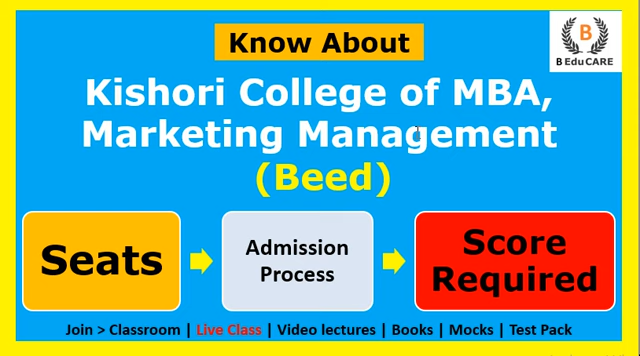 Know About
B
B EduCARE
Kishori College of MBA,
Marketing Management
(Beed)
Seats
Admission
Process
Score
Required
Join > Classroom | Live Class | Video lectures | Books | Mocks | Test Pack